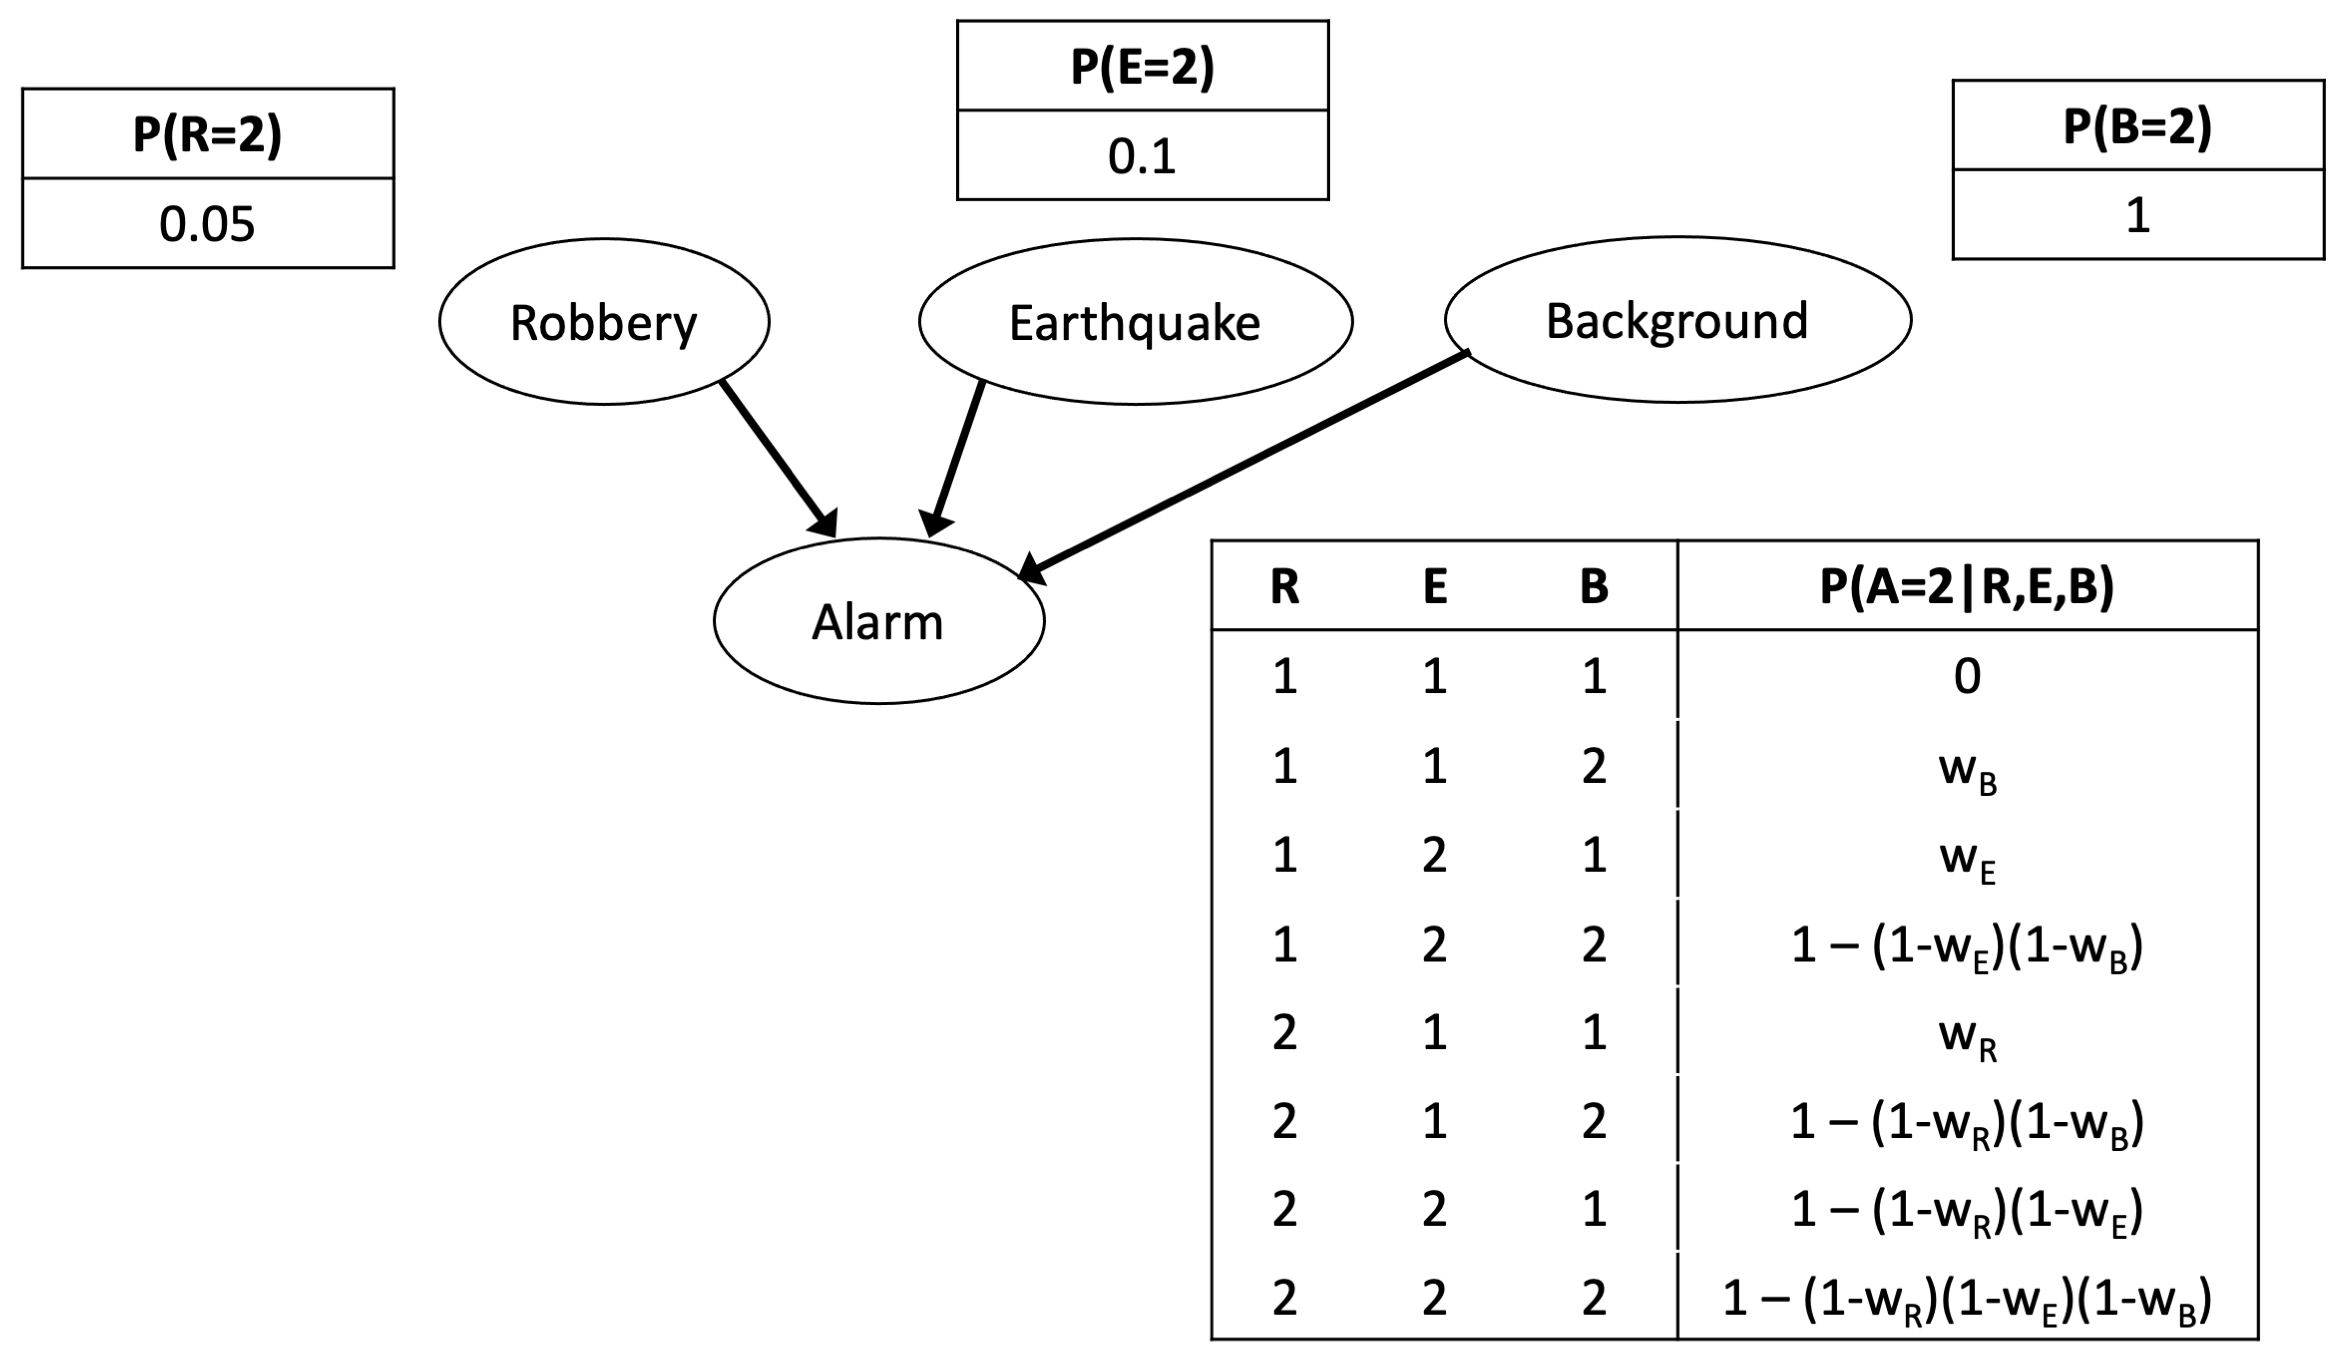 P(E=2)
0.1
P(R=2)
0.05
P(B=2)
1
Robbery
Earthquake
Background
Alarm
R E B P(A=2|R,E,B)
1 1 1 0
1 1 2 w_B
1 2 1 w_E
1 2 2 1 – (1-w_E)(1-w_B)
2 1 1 w_R
2 1 2 1 – (1-w_R)(1-w_B)
2 2 1 1 – (1-w_R)(1-w_E)
2 2 2 1 – (1-w_R)(1-w_E)(1-w_B)